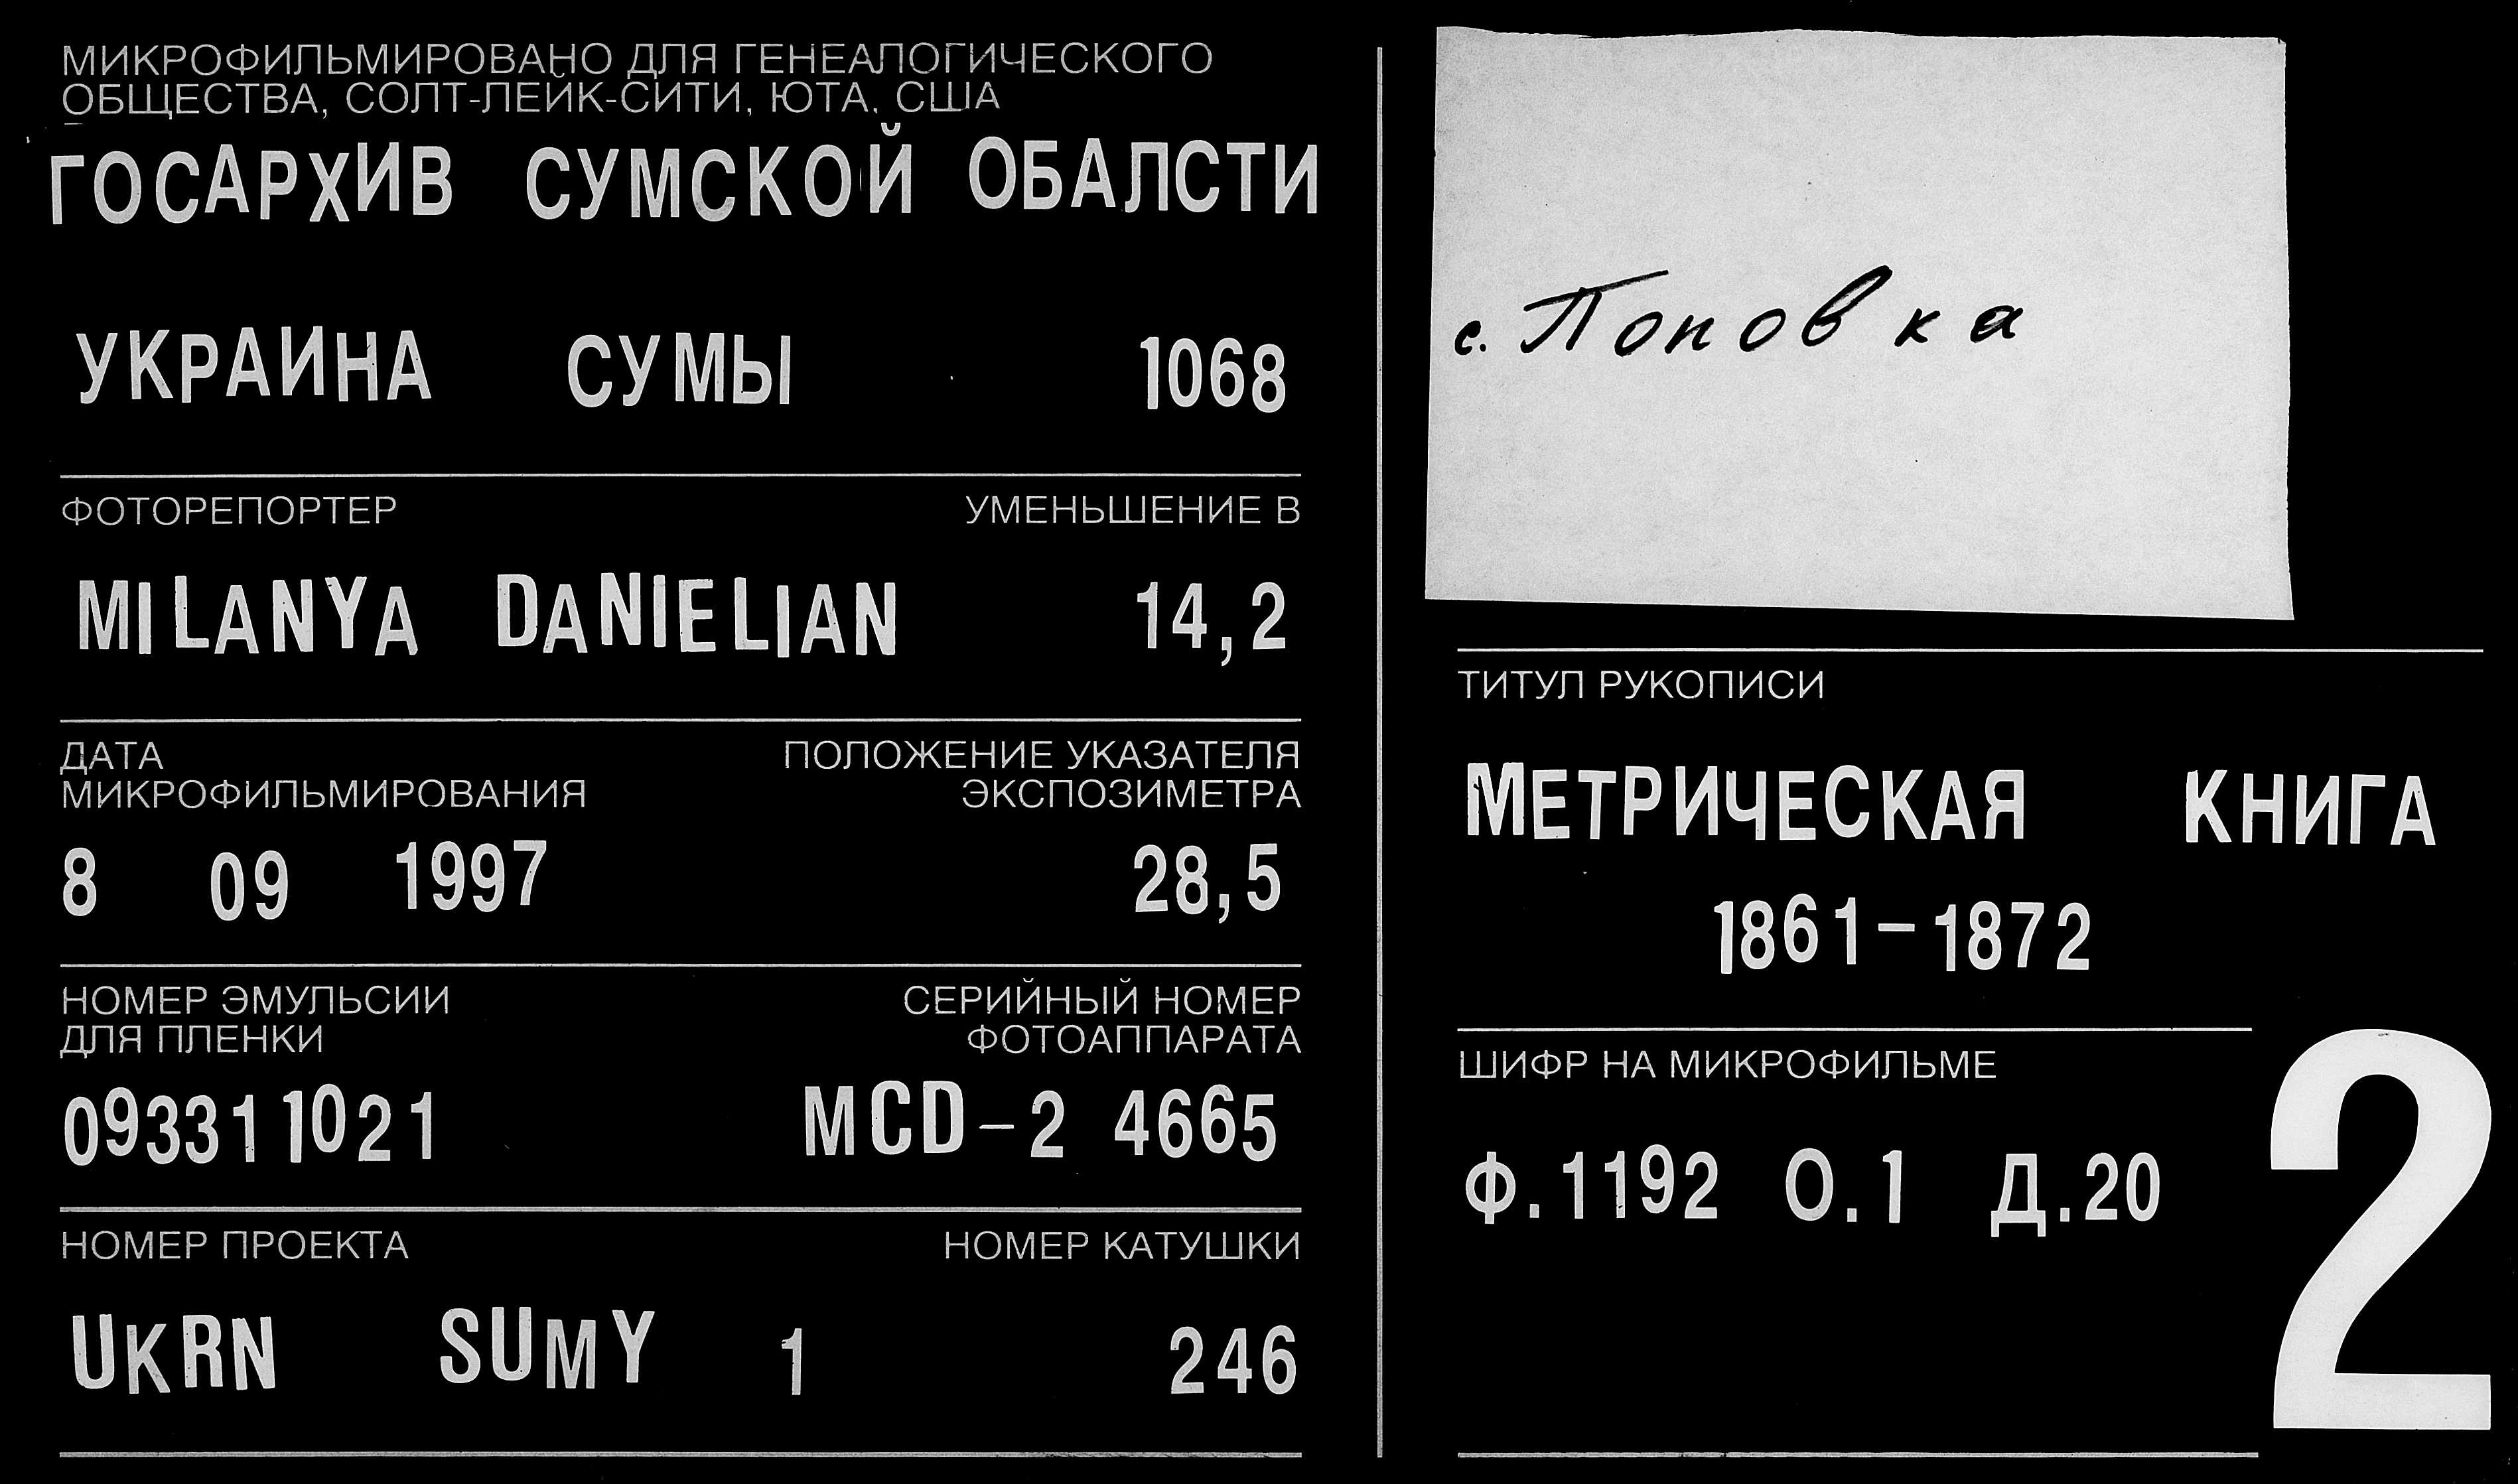 МИКРОФИЛЬМИРОВАНО ДЛЯ ГЕНЕАЛОГИЧЕСКОГО
ОБЩЕСТВА, СОЛТ-ЛЕЙК-СИТИ, ЮТА, США
ГОСАРХИВ СУМСКОЙ ОБАЛСТИ
УКРАИНА СУМЫ 1068
ФОТОРЕПОРТЕР УМЕНЬШЕНИЕ В
MILANYA DANIELIAN 14,2
ДАТА ПОЛОЖЕНИЕ УКАЗАТЕЛЯ
МИКРОФИЛЬМИРОВАНИЯ ЭКСПОЗИМЕТРА
8 09 1997 28,5
НОМЕР ЭМУЛЬСИИ СЕРИЙНЫЙ НОМЕР
ДЛЯ ПЛЕНКИ ФОТОАППАРАТА
093311021 MCD-2 4665
НОМЕР ПРОЕКТА НОМЕР КАТУШКИ
UKRN SUMY 1 246
с. Поповка
ТИТУЛ РУКОПИСИ
МЕТРИЧЕСКАЯ КНИГА
1861-1872
ШИФР НА МИКРОФИЛЬМЕ
Ф.1192 О.1 Д.20
2